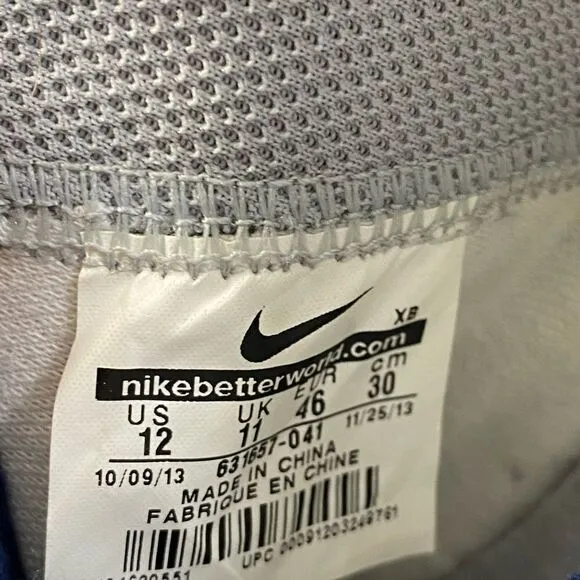 XB
nikebetterworld.com
US UK EUR cm
12 11 46 30
10/09/13 631657-041 11/25/13
MADE IN CHINA
FABRIQUE EN CHINE
UPC 00091203249761